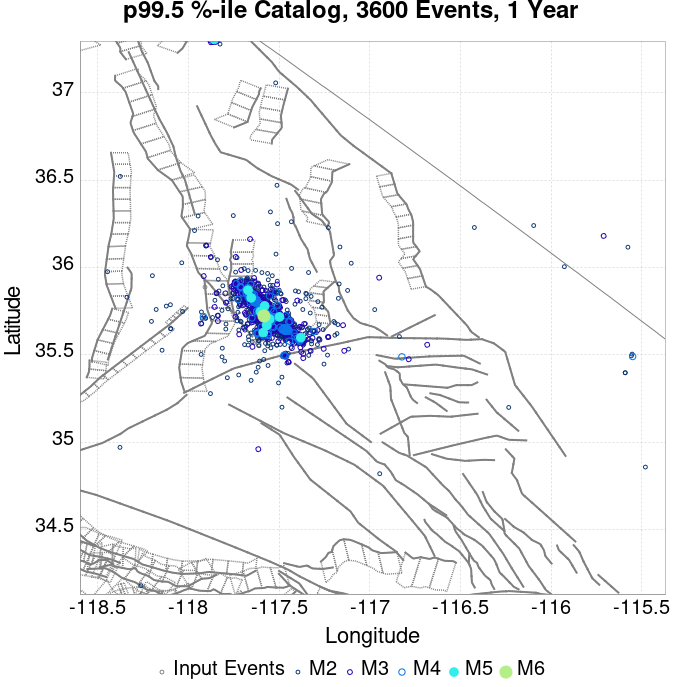 p99.5 %-ile Catalog, 3600 Events, 1 Year
Latitude
37
36.5
36
35.5
35
34.5
-118.5 -118 -117.5 -117 -116.5 -116 -115.5
Longitude
Input Events M2 M3 M4 M5 M6